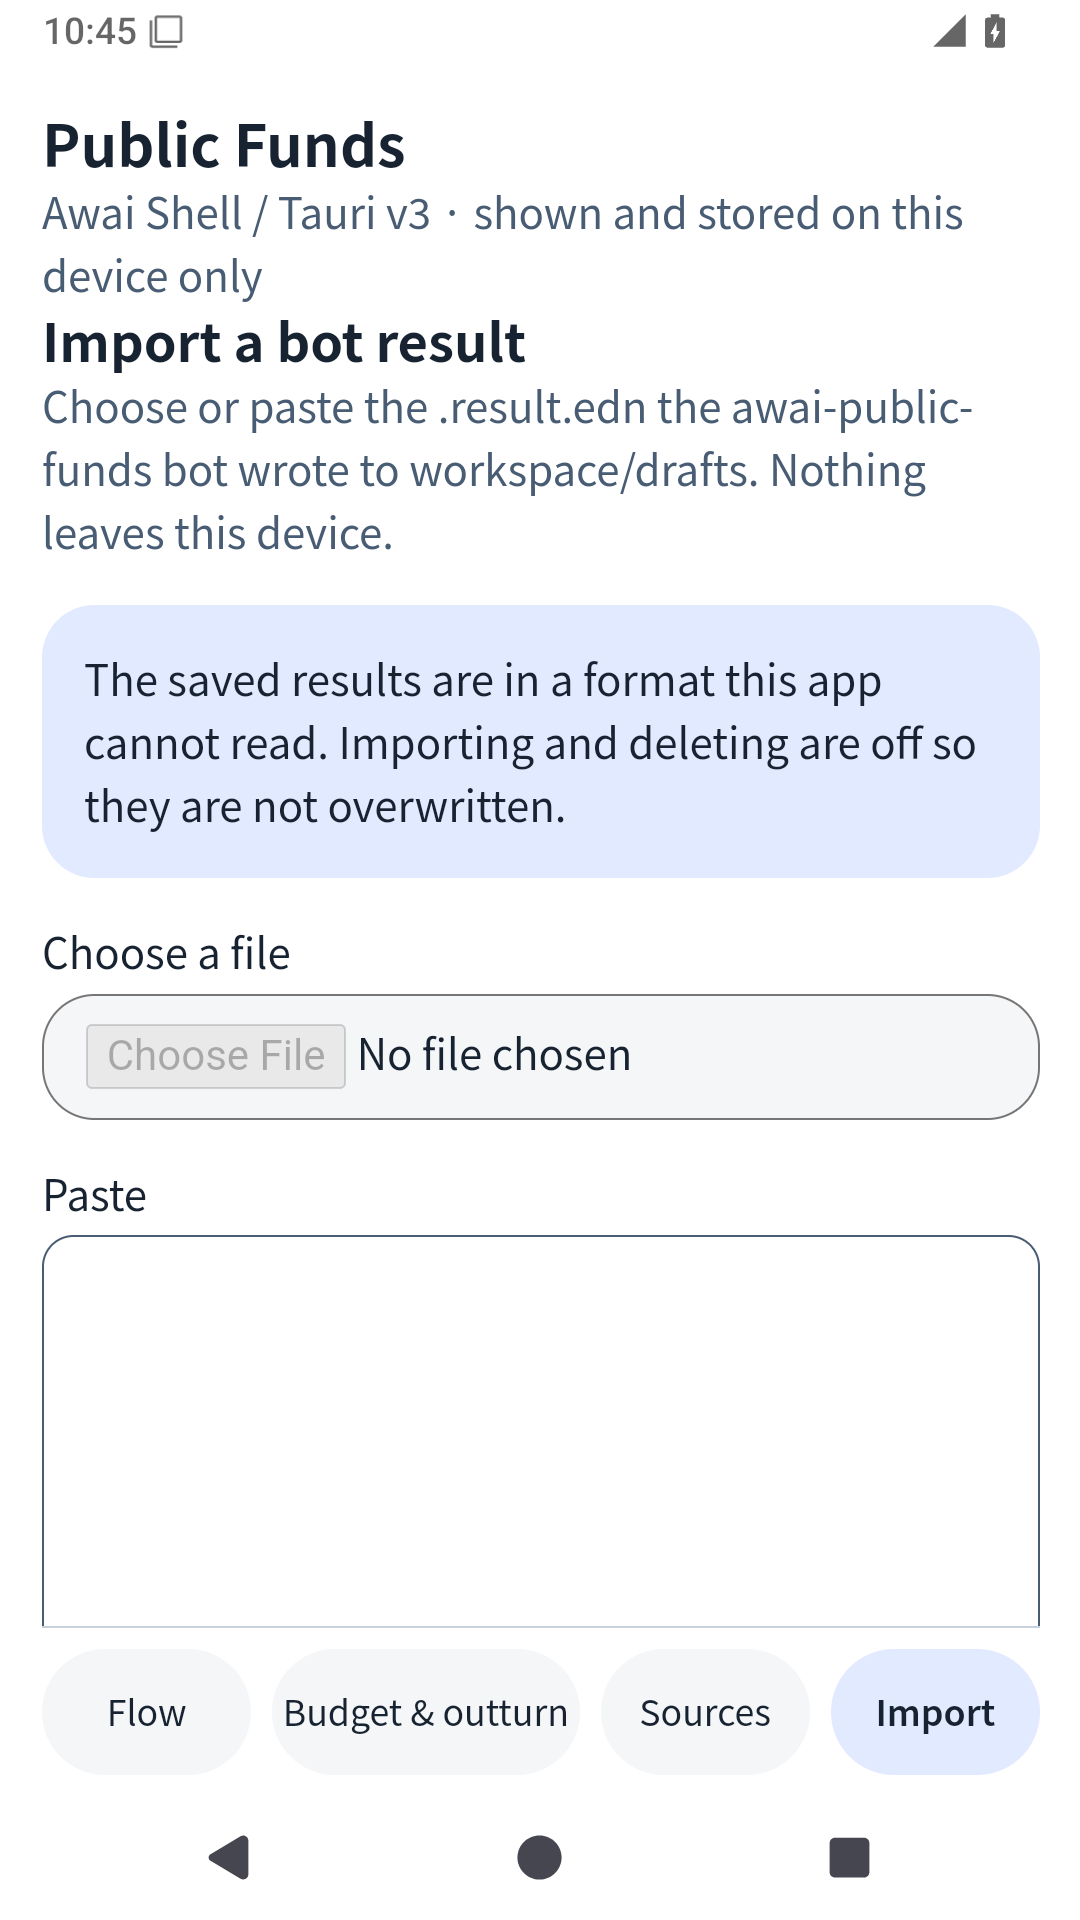 10:45
Public Funds
Awai Shell / Tauri v3 · shown and stored on this
device only
Import a bot result
Choose or paste the .result.edn the awai-public-
funds bot wrote to workspace/drafts. Nothing
leaves this device.
The saved results are in a format this app
cannot read. Importing and deleting are off so
they are not overwritten.
Choose a file
Choose File No file chosen
Paste
Flow Budget & outturn Sources Import